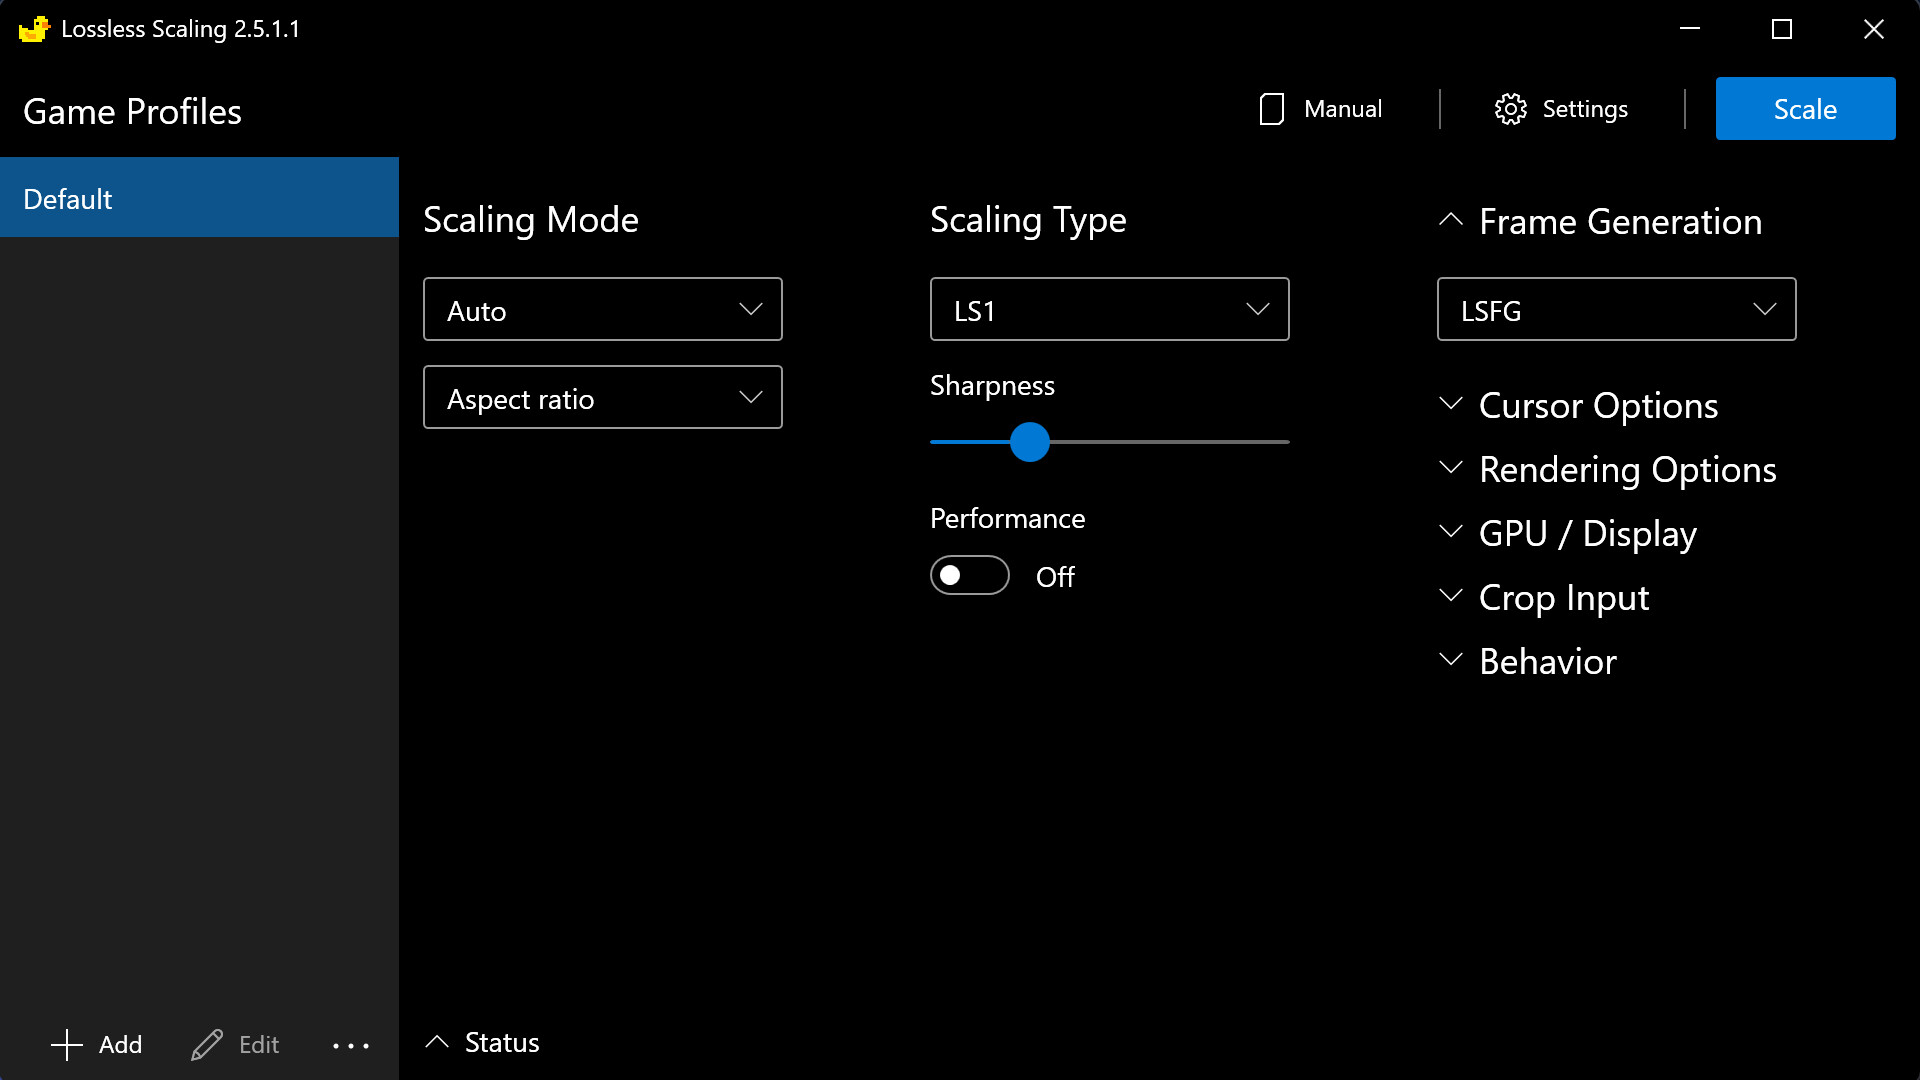 Lossless Scaling 2.5.1.1
Game Profiles
Manual
Settings
Scale
Default
Scaling Mode
Auto
Aspect ratio
Scaling Type
LS1
Sharpness
Performance
Off
Frame Generation
LSFG
Cursor Options
Rendering Options
GPU / Display
Crop Input
Behavior
Add
Edit
Status